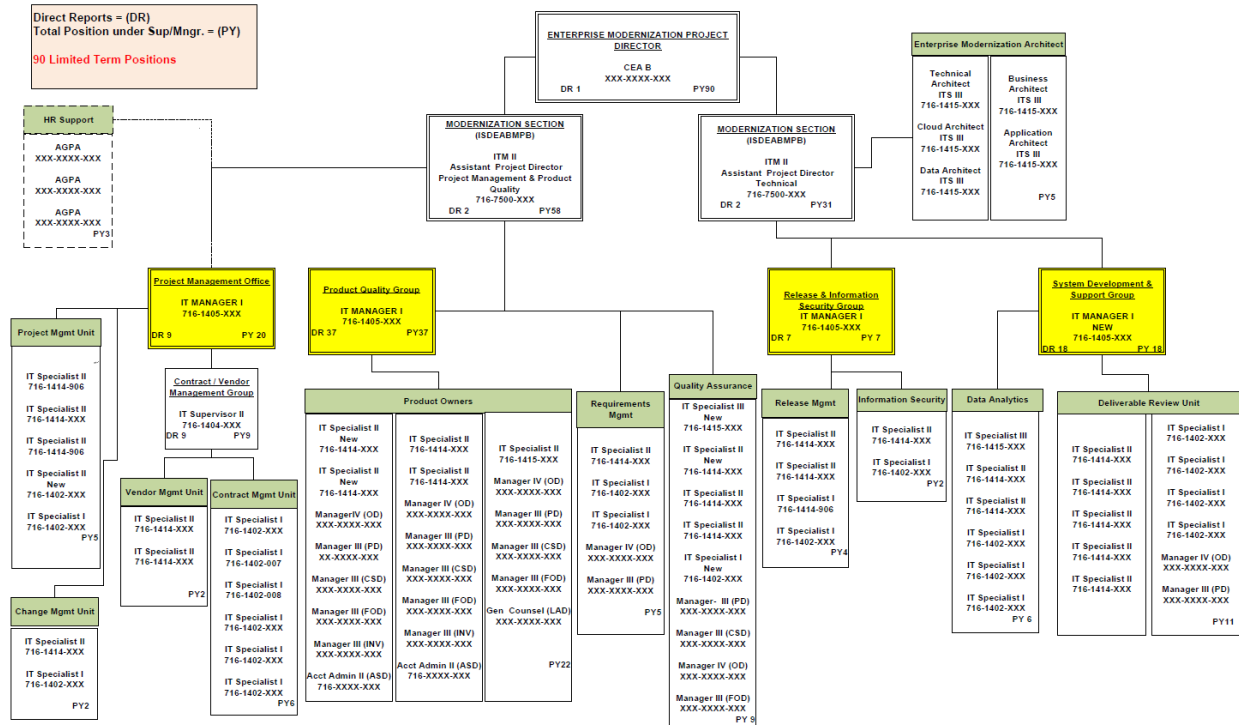 Direct Reports = (DR)
Total Position under Sup/Mngr. = (PY)
90 Limited Term Positions
ENTERPRISE MODERNIZATION PROJECT
DIRECTOR
CEA B
XXX-XXXX-XXX
DR 1 PY90
Enterprise Modernization Architect
Technical
Architect
ITS III
716-1415-XXX
Cloud Architect
ITS III
716-1415-XXX
Data Architect
ITS III
716-1415-XXX
Business
Architect
ITS III
716-1415-XXX
Application
Architect
ITS III
716-1415-XXX
PY5
HR Support
AGPA
XXX-XXXX-XXX
AGPA
XXX-XXXX-XXX
AGPA
XXX-XXXX-XXX
PY3
MODERNIZATION SECTION
(ISDEABMPB)
ITM II
Assistant Project Director
Project Management & Product
Quality
716-7500-XXX
DR 2 PY58
MODERNIZATION SECTION
(ISDEABMPB)
ITM II
Assistant Project Director
Technical
716-7500-XXX
DR 2 PY31
Project Management Office
IT MANAGER I
716-1405-XXX
DR 9 PY 20
Product Quality Group
IT MANAGER I
716-1405-XXX
DR 37 PY37
Release & Information
Security Group
IT MANAGER I
716-1405-XXX
DR 7 PY 7
System Development &
Support Group
IT MANAGER I
NEW
716-1405-XXX
DR 18 PY 18
Project Mgmt Unit
IT Specialist II
716-1414-906
IT Specialist II
716-1414-XXX
IT Specialist II
716-1414-906
IT Specialist I
New
716-1402-XXX
IT Specialist I
716-1402-XXX
PY5
Contract / Vendor
Management Group
IT Supervisor II
716-1404-XXX
DR 9 PY9
Vendor Mgmt Unit
IT Specialist II
716-1414-XXX
IT Specialist II
716-1414-XXX
PY2
Contract Mgmt Unit
IT Specialist I
716-1402-XXX
IT Specialist I
716-1402-007
IT Specialist I
716-1402-008
IT Specialist I
716-1402-XXX
IT Specialist I
716-1402-XXX
IT Specialist I
716-1402-XXX
PY6
Change Mgmt Unit
IT Specialist II
716-1414-XXX
IT Specialist I
716-1402-XXX
PY2
Product Owners
IT Specialist II
New
716-1414-XXX
IT Specialist II
New
716-1414-XXX
ManagerIV (OD)
XXX-XXXX-XXX
Manager III (PD)
XX-XXXX-XXX
Manager III (CSD)
XXX-XXXX-XXX
Manager III (FOD)
XXX-XXXX-XXX
Manager III (INV)
XXX-XXXX-XXX
Acct Admin II (ASD)
716-XXXX-XXX
IT Specialist II
716-1414-XXX
IT Specialist II
716-1414-XXX
Manager IV (OD)
XXX-XXXX-XXX
Manager III (PD)
XXX-XXXX-XXX
Manager III (CSD)
XXX-XXXX-XXX
Manager III (FOD)
XXX-XXXX-XXX
Manager III (INV)
XXX-XXXX-XXX
Acct Admin II (ASD)
716-XXXX-XXX
IT Specialist II
716-1415-XXX
Manager IV (OD)
XXX-XXXX-XXX
Manager III (PD)
XXX-XXXX-XXX
Manager III (CSD)
XXX-XXXX-XXX
Manager III (FOD)
XXX-XXXX-XXX
Gen Counsel (LAD)
XXX-XXXX-XXX
PY22
Requirements
Mgmt
IT Specialist II
716-1414-XXX
IT Specialist I
716-1402-XXX
Manager IV (OD)
XXX-XXXX-XXX
Manager III (PD)
XXX-XXXX-XXX
PY5
Quality Assurance
IT Specialist III
New
716-1415-XXX
IT Specialist II
New
716-1414-XXX
IT Specialist II
716-1414-XXX
IT Specialist II
716-1414-XXX
IT Specialist I
New
716-1402-XXX
Manager- III (PD)
XXX-XXXX-XXX
Manager III (CSD)
XXX-XXXX-XXX
Manager IV (OD)
XXX-XXXX-XXX
Manager III (FOD)
XXX-XXXX-XXX
PY 9
Release Mgmt
IT Specialist II
716-1414-XXX
IT Specialist II
716-1414-XXX
IT Specialist I
716-1414-906
IT Specialist I
716-1402-XXX
PY4
Information Security
IT Specialist II
716-1414-XXX
IT Specialist I
716-1402-XXX
PY2
Data Analytics
IT Specialist III
716-1415-XXX
IT Specialist II
716-1414-XXX
IT Specialist II
716-1414-XXX
IT Specialist I
716-1402-XXX
IT Specialist I
716-1402-XXX
IT Specialist I
716-1402-XXX
PY 6
Deliverable Review Unit
IT Specialist II
716-1414-XXX
IT Specialist II
716-1414-XXX
IT Specialist II
716-1414-XXX
IT Specialist II
716-1414-XXX
IT Specialist II
716-1414-XXX
IT Specialist I
716-1402-XXX
IT Specialist I
716-1402-XXX
IT Specialist I
716-1402-XXX
IT Specialist I
716-1402-XXX
Manager IV (OD)
XXX-XXXX-XXX
Manager III (PD)
XXX-XXXX-XXX
PY11